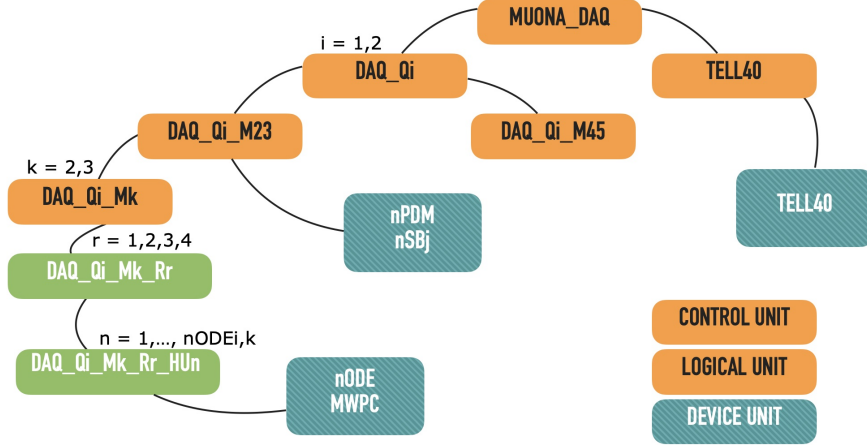 MUONA_DAQ
i = 1,2
DAQ_Qi
TELL40
DAQ_Qi_M23
DAQ_Qi_M45
k = 2,3
DAQ_Qi_Mk
nPDM
nSBj
TELL40
r = 1,2,3,4
DAQ_Qi_Mk_Rr
n = 1,..., nODEi,k
DAQ_Qi_Mk_Rr_HUn
nODE
MWPC
CONTROL UNIT
LOGICAL UNIT
DEVICE UNIT